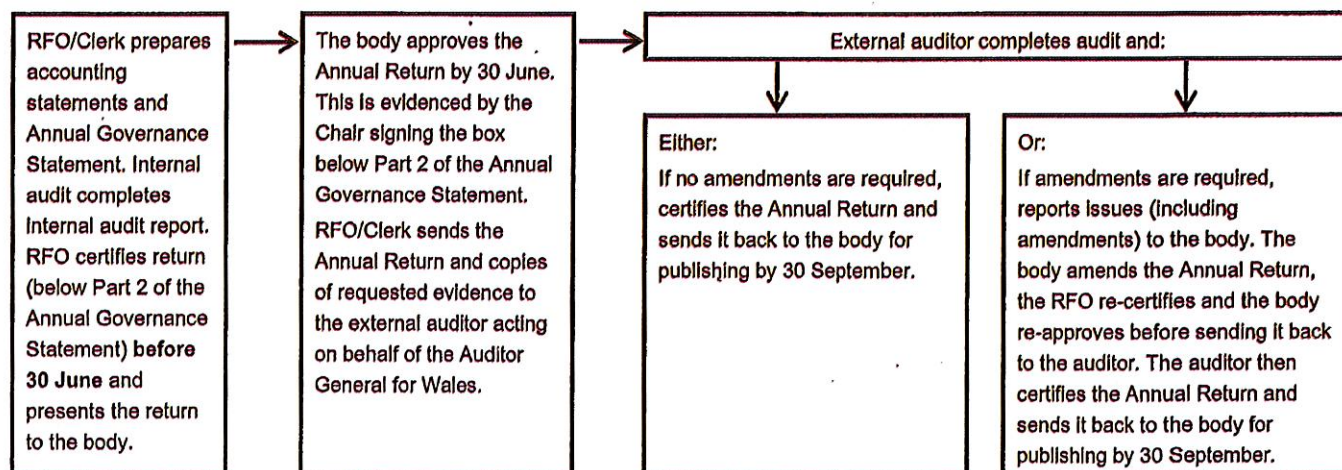 RFO/Clerk prepares
accounting
statements and
Annual Governance
Statement. Internal
audit completes
Internal audit report.
RFO certifies return
(below Part 2 of the
Annual Governance
Statement) before
30 June and
presents the return
to the body.
The body approves the
Annual Return by 30 June.
This is evidenced by the
Chair signing the box
below Part 2 of the Annual
Governance Statement.
RFO/Clerk sends the
Annual Return and copies
of requested evidence to
the external auditor acting
on behalf of the Auditor
General for Wales.
External auditor completes audit and:
Either:
If no amendments are required,
certifies the Annual Return and
sends it back to the body for
publishing by 30 September.
Or:
If amendments are required,
reports issues (including
amendments) to the body. The
body amends the Annual Return,
the RFO re-certifies and the body
re-approves before sending it back
to the auditor. The auditor then
certifies the Annual Return and
sends it back to the body for
publishing by 30 September.